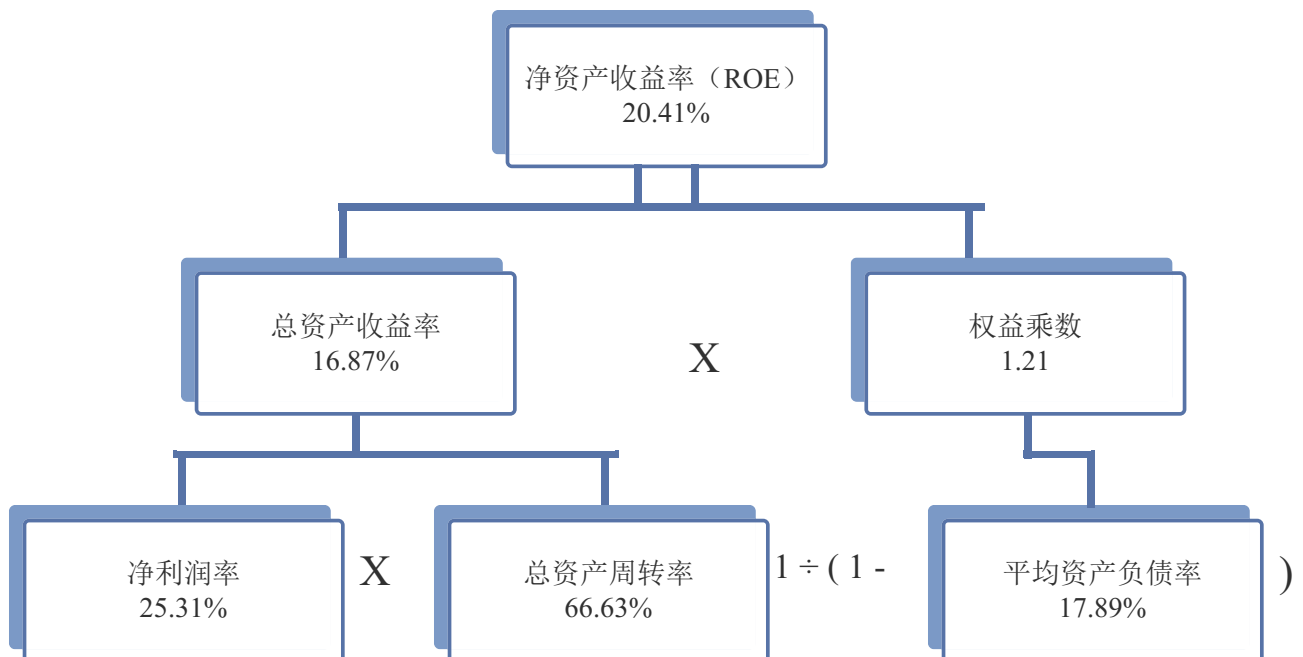 净资产收益率（ROE）
20.41%
总资产收益率
16.87%
X
权益乘数
1.21
净利润率
25.31%
X
总资产周转率
66.63%
1 ÷ ( 1 -
平均资产负债率
17.89%
)